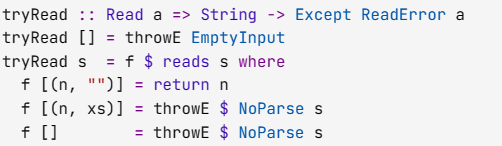 tryRead :: Read a => String -> Except ReadError a
tryRead [] = throwE EmptyInput
tryRead s  = f $ reads s where
  f [(n, "")] = return n
  f [(n, xs)] = throwE $ NoParse s
  f []        = throwE $ NoParse s